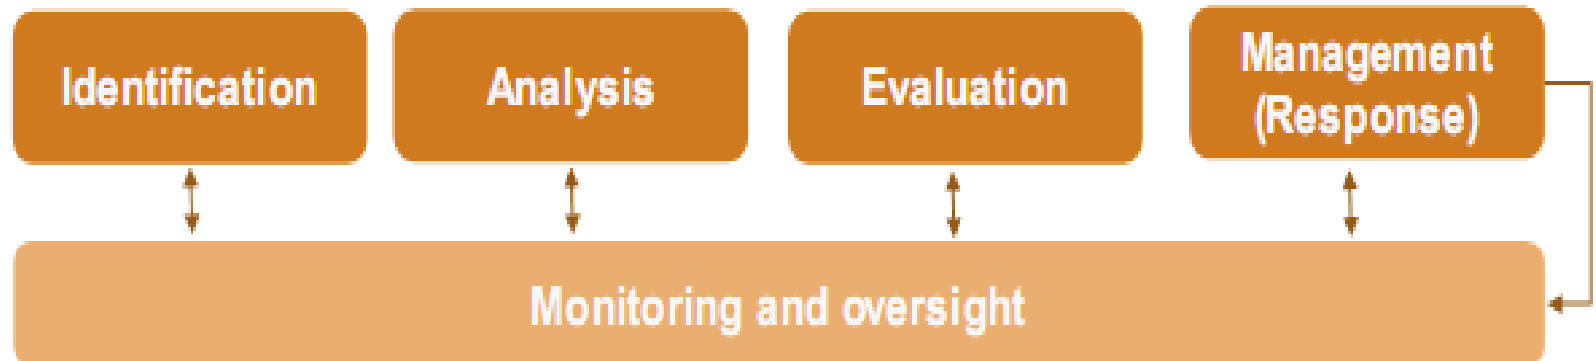 Identification
Analysis
Evaluation
Management
(Response)
Monitoring and oversight